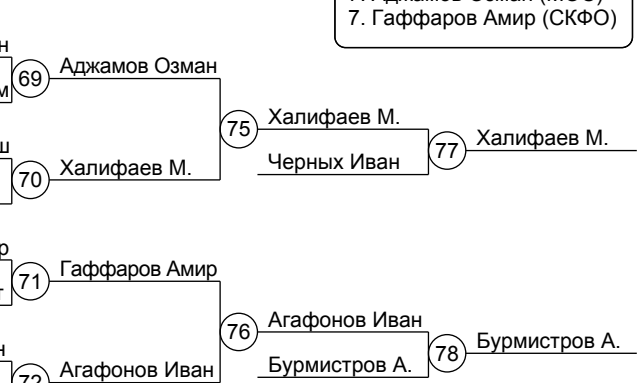 7. Гаффаров Амир (СКФО)
н
69
м
Аджамов Озман
75
Халифаев М.
ш
70
Халифаев М.
Черных Иван
77
Халифаев М.
р
71
т
Гаффаров Амир
76
Агафонов Иван
н
72
Агафонов Иван
Бурмистров А.
78
Бурмистров А.